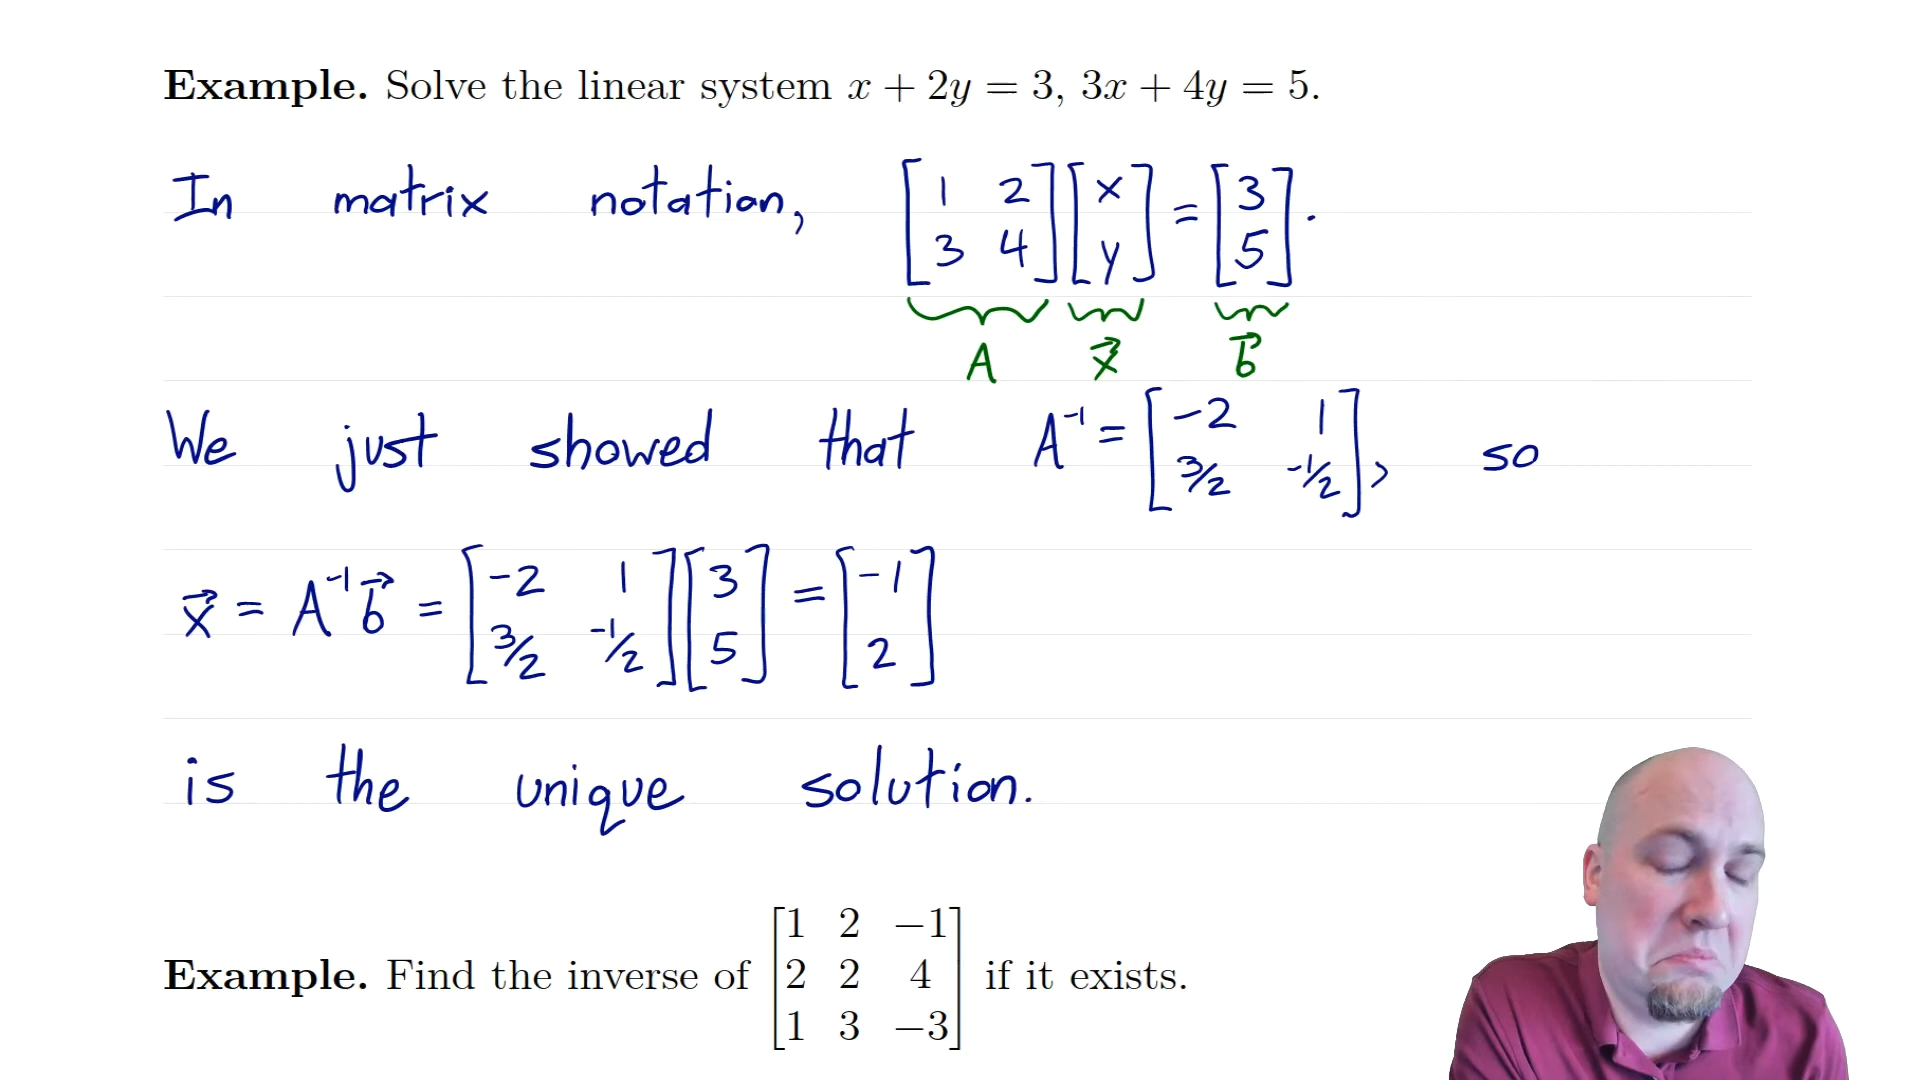 Example. Solve the linear system x + 2y = 3, 3x + 4y = 5.
In matrix notation, [1 2; 3 4][x; y] = [3; 5].
A x⃗ b⃗
We just showed that A⁻¹ = [-2 1; 3/2 -1/2], so
x⃗ = A⁻¹b⃗ = [-2 1; 3/2 -1/2][3; 5] = [-1; 2]
is the unique solution.
Example. Find the inverse of [1 2 −1; 2 2 4; 1 3 −3] if it exists.